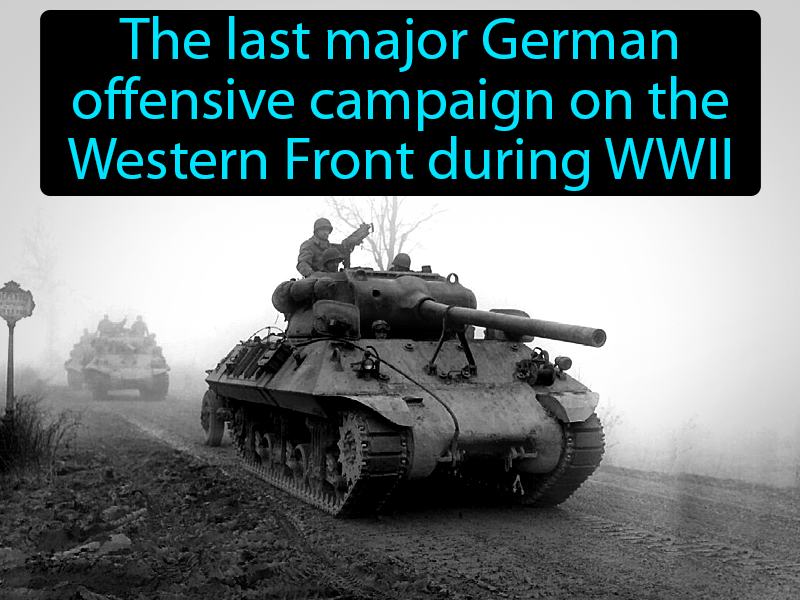 The last major German
offensive campaign on the
Western Front during WWII